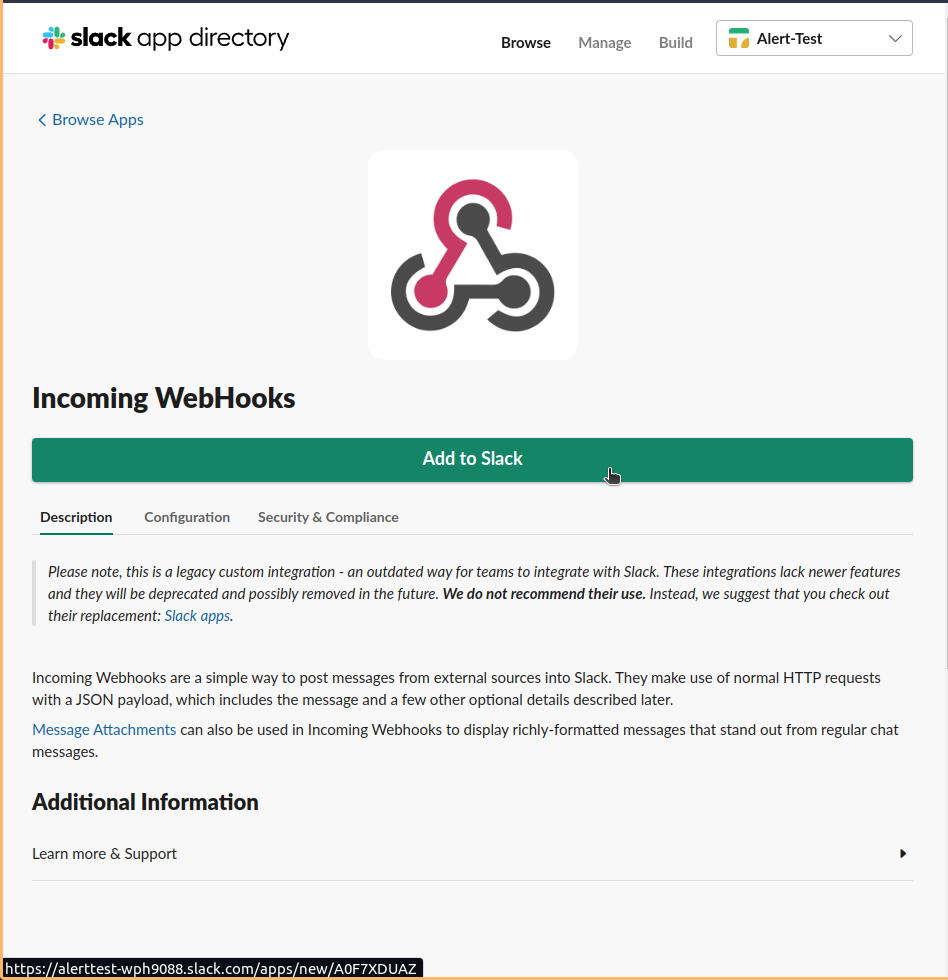 slack app directory
Browse
Manage
Build
Alert-Test
Browse Apps
Incoming WebHooks
Add to Slack
Description
Configuration
Security & Compliance
Please note, this is a legacy custom integration - an outdated way for teams to integrate with Slack. These integrations lack newer features
and they will be deprecated and possibly removed in the future. We do not recommend their use. Instead, we suggest that you check out
their replacement: Slack apps.
Incoming Webhooks are a simple way to post messages from external sources into Slack. They make use of normal HTTP requests
with a JSON payload, which includes the message and a few other optional details described later.
Message Attachments can also be used in Incoming Webhooks to display richly-formatted messages that stand out from regular chat
messages.
Additional Information
Learn more & Support
https://alerttest-wph9088.slack.com/apps/new/A0F7XDUAZ